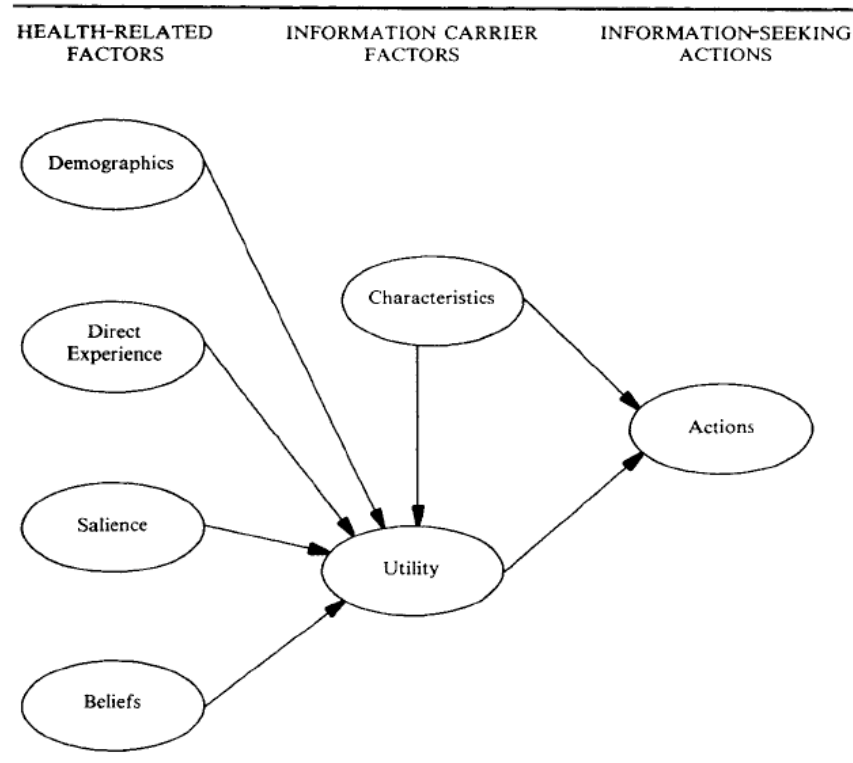 HEALTH-RELATED
FACTORS
INFORMATION CARRIER
FACTORS
INFORMATION-SEEKING
ACTIONS
Demographics
Characteristics
Direct
Experience
Actions
Salience
Utility
Beliefs